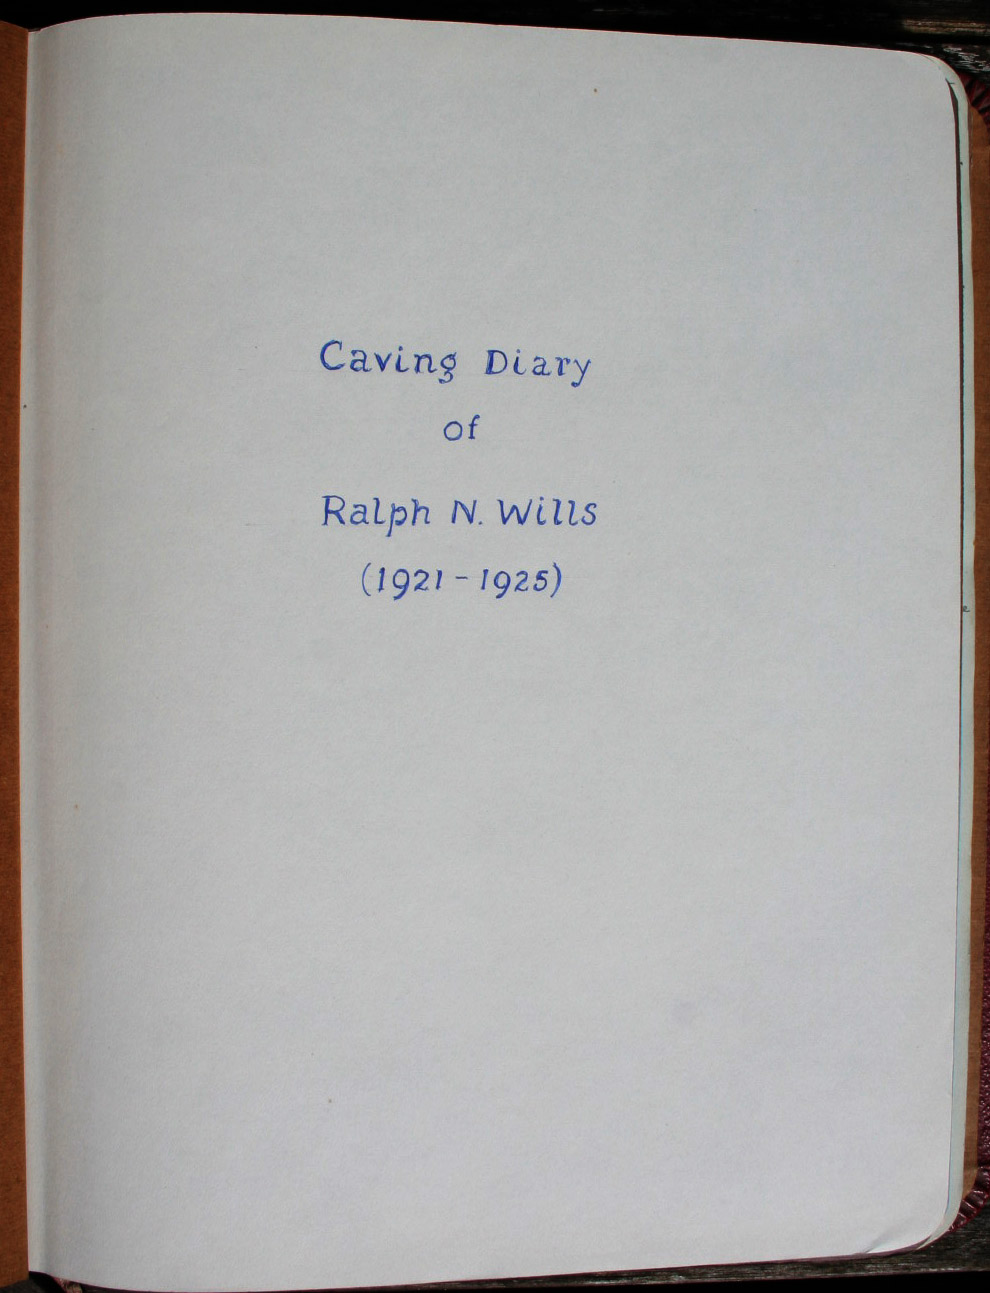 Caving Diary
of
Ralph N. Wills
(1921 - 1925)